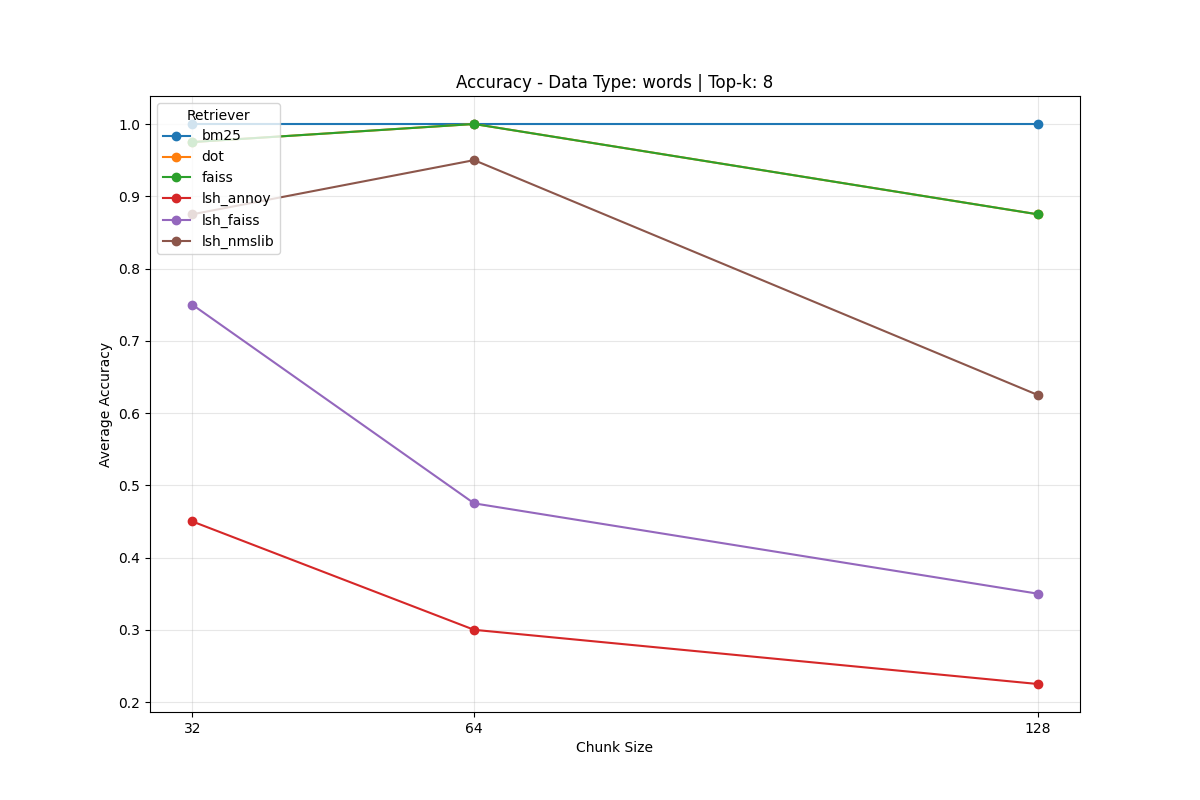 Accuracy - Data Type: words | Top-k: 8
Retriever
bm25
dot
faiss
lsh_annoy
lsh_faiss
lsh_nmslib
1.0
0.9
0.8
0.7
0.6
0.5
0.4
0.3
0.2
Average Accuracy
32
64
128
Chunk Size